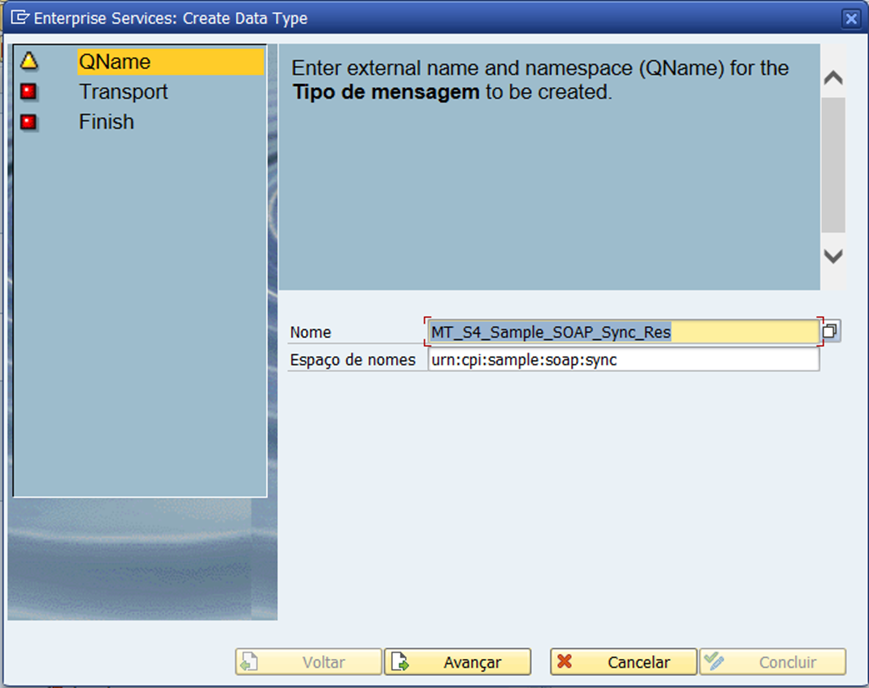 Enterprise Services: Create Data Type
QName
Transport
Finish
Enter external name and namespace (QName) for the
Tipo de mensagem to be created.
Nome
MT_S4_Sample_SOAP_Sync_Res
Espaço de nomes
urn:cpi:sample:soap:sync
Voltar
Avançar
Cancelar
Concluir